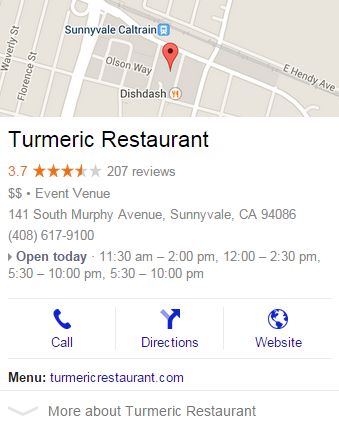 Sunnyvale Caltrain
Waverly St
Florence St
Olson Way
E Hendy Ave
Dishdash
Turmeric Restaurant
3.7 ★★★★★ 207 reviews
$$ • Event Venue
141 South Murphy Avenue, Sunnyvale, CA 94086
(408) 617-9100
Open today · 11:30 am – 2:00 pm, 12:00 – 2:30 pm,
5:30 – 10:00 pm, 5:30 – 10:00 pm
Call Directions Website
Menu: turmericrestaurant.com
More about Turmeric Restaurant